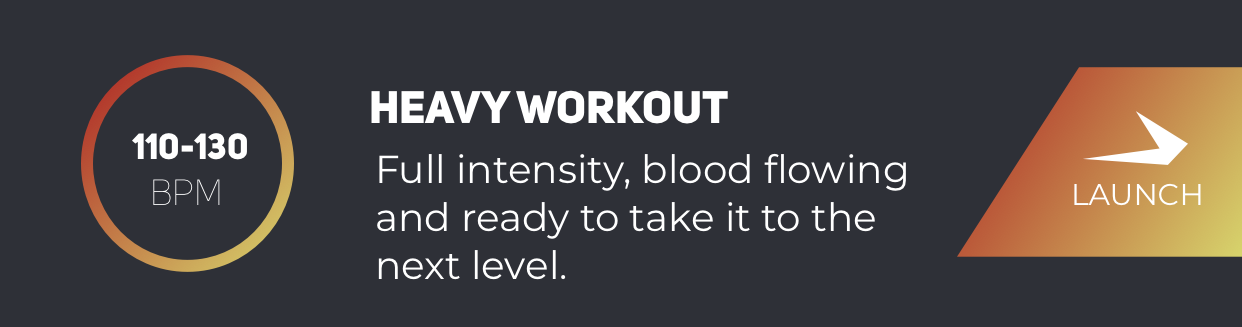 110-130
BPM
HEAVY WORKOUT
Full intensity, blood flowing
and ready to take it to the
next level.
LAUNCH